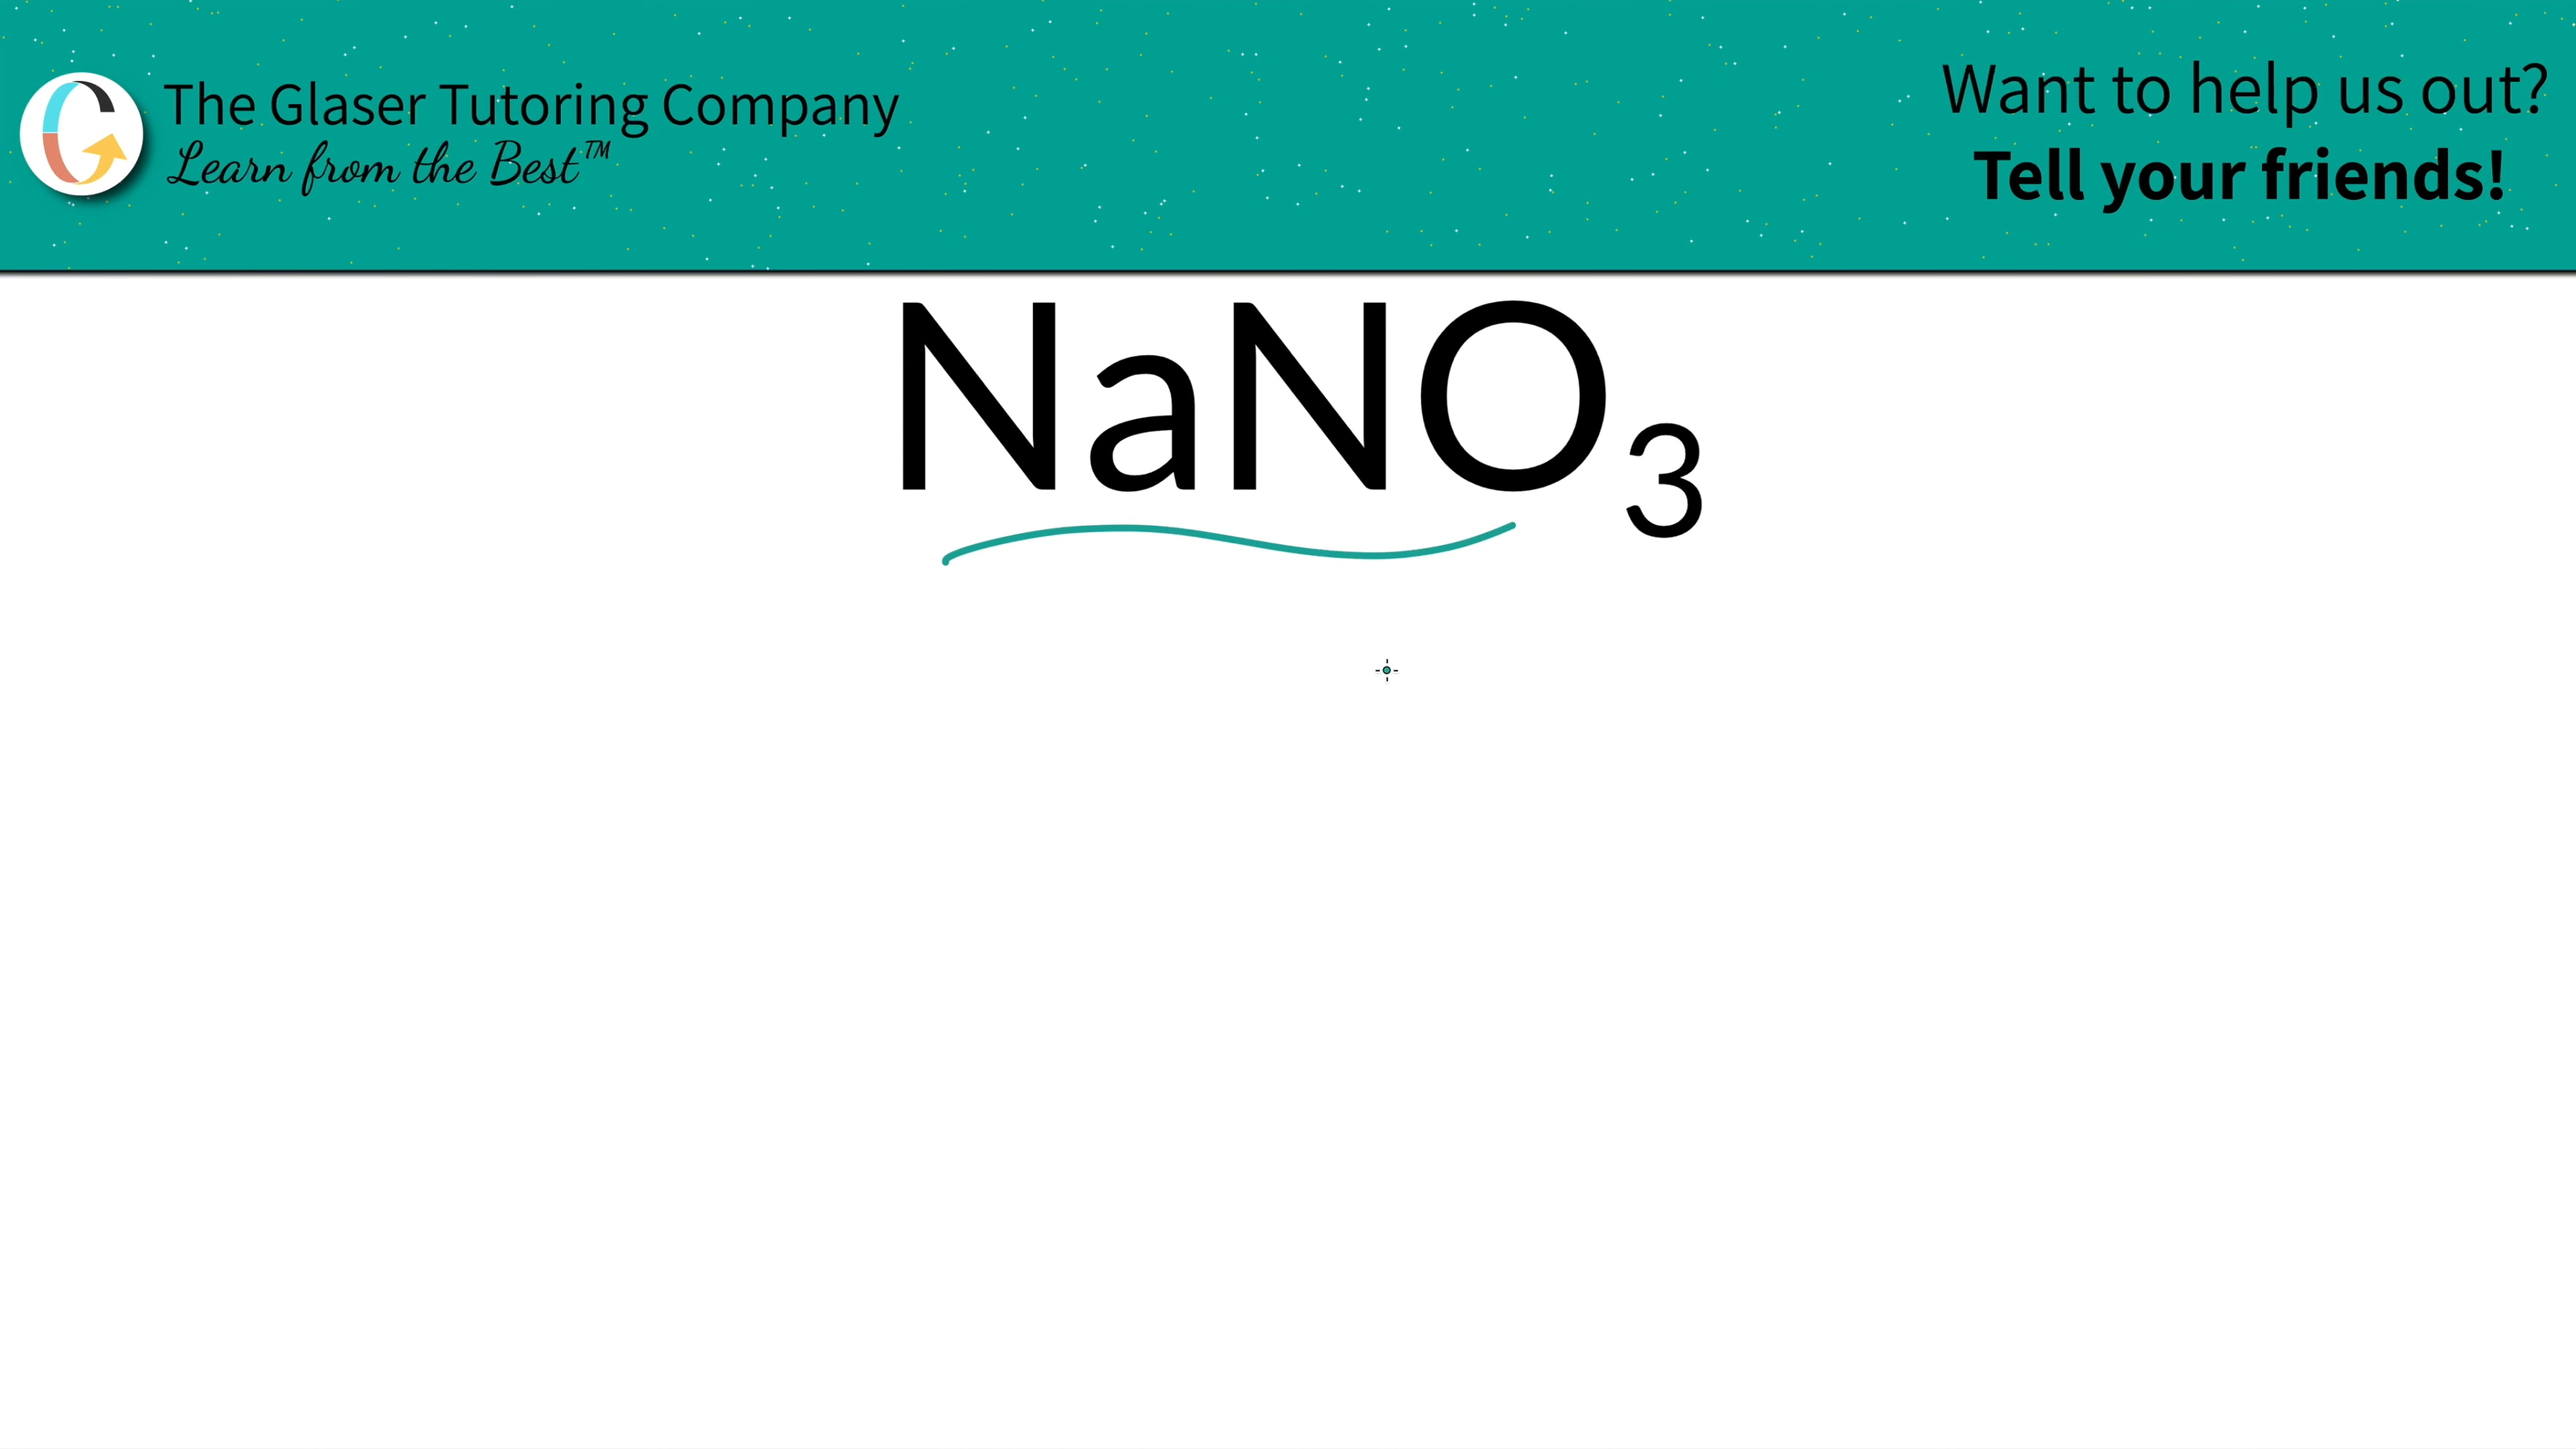 The Glaser Tutoring Company
Learn from the Best™
Want to help us out?
Tell your friends!
NaNO₃